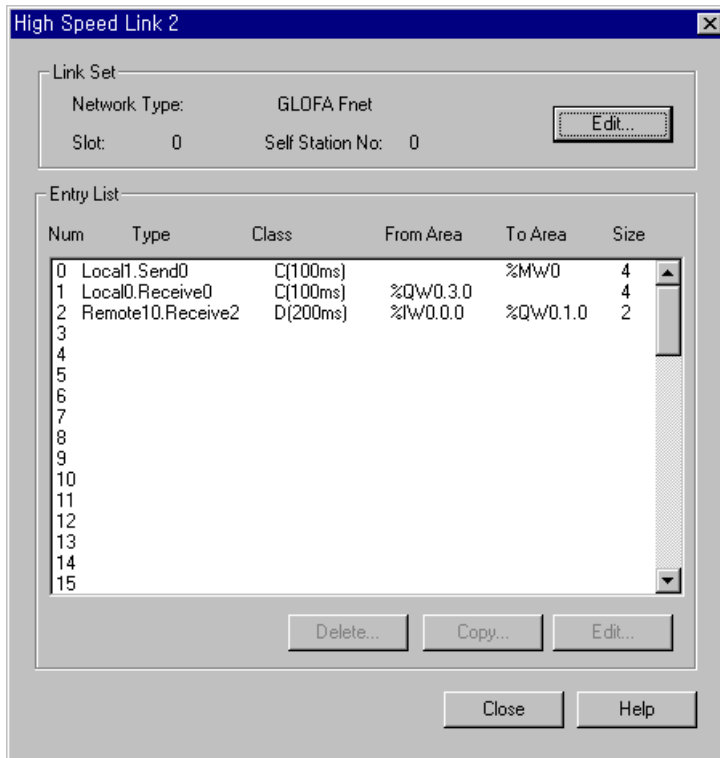 High Speed Link 2
Link Set
Network Type: GLOFA Fnet
Edit...
Slot: 0 Self Station No: 0
Entry List
Num Type Class From Area To Area Size
0 Local1.Send0 C(100ms) %MW0 4
1 Local0.Receive0 C(100ms) %QW0.3.0 4
2 Remote10.Receive2 D(200ms) %IW0.0.0 %QW0.1.0 2
3
4
5
6
7
8
9
10
11
12
13
14
15
Delete... Copy... Edit...
Close Help